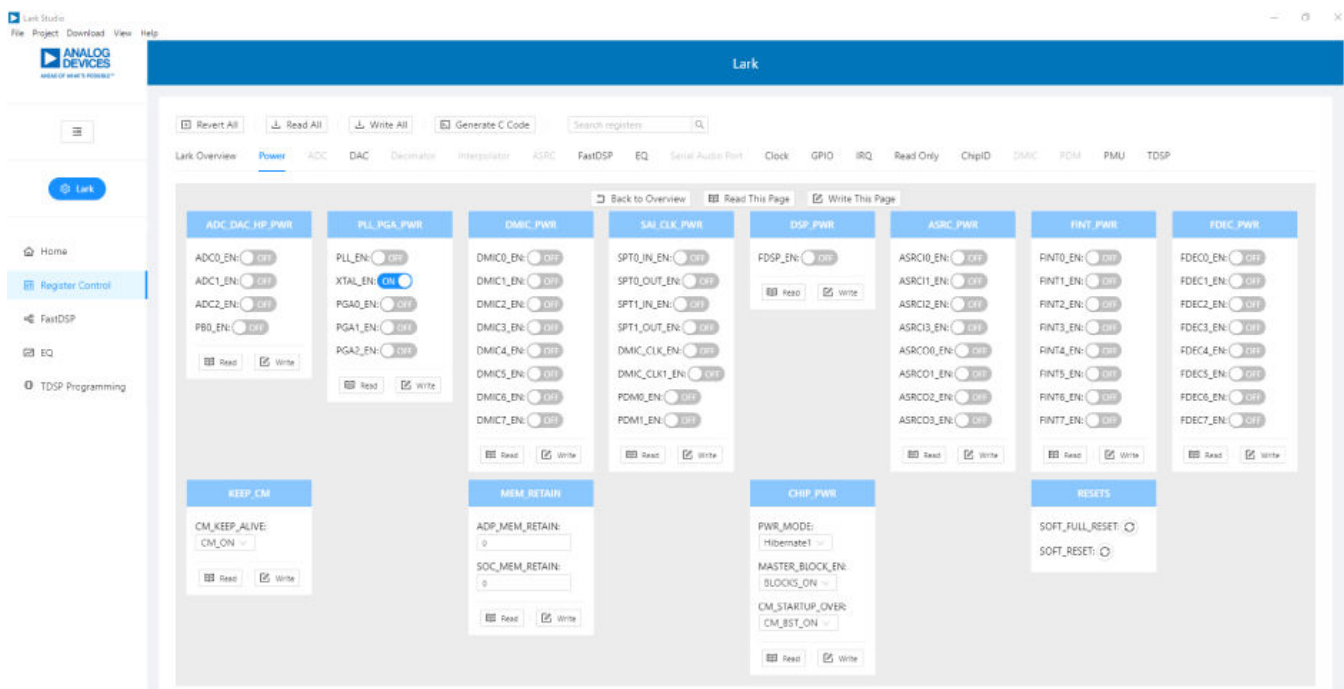 Lark Studio
File Project Download View Help
ANALOG
DEVICES
AHEAD OF WHAT'S POSSIBLE™
Lark
Revert All Read All Write All Generate C Code Search registers
Lark Overview Power ADC DAC Decimator Interpolator ASRC FastDSP EQ Serial Audio Port Clock GPIO IRQ Read Only ChipID DMIC PDM PMU TDSP
Lark
Home
Register Control
FastDSP
EQ
TDSP Programming
Back to Overview Read This Page Write This Page
ADC_DAC_HP_PWR
ADC0_EN: OFF
ADC1_EN: OFF
ADC2_EN: OFF
PB0_EN: OFF
Read Write
PLL_PGA_PWR
PLL_EN: OFF
XTAL_EN: ON
PGA0_EN: OFF
PGA1_EN: OFF
PGA2_EN: OFF
Read Write
DMIC_PWR
DMIC0_EN: OFF
DMIC1_EN: OFF
DMIC2_EN: OFF
DMIC3_EN: OFF
DMIC4_EN: OFF
DMIC5_EN: OFF
DMIC6_EN: OFF
DMIC7_EN: OFF
Read Write
SAI_CLK_PWR
SPT0_IN_EN: OFF
SPT0_OUT_EN: OFF
SPT1_IN_EN: OFF
SPT1_OUT_EN: OFF
DMIC_CLK_EN: OFF
DMIC_CLK1_EN: OFF
PDM0_EN: OFF
PDM1_EN: OFF
Read Write
DSP_PWR
FDSP_EN: OFF
Read Write
ASRC_PWR
ASRCI0_EN: OFF
ASRCI1_EN: OFF
ASRCI2_EN: OFF
ASRCI3_EN: OFF
ASRCO0_EN: OFF
ASRCO1_EN: OFF
ASRCO2_EN: OFF
ASRCO3_EN: OFF
Read Write
FINT_PWR
FINT0_EN: OFF
FINT1_EN: OFF
FINT2_EN: OFF
FINT3_EN: OFF
FINT4_EN: OFF
FINT5_EN: OFF
FINT6_EN: OFF
FINT7_EN: OFF
Read Write
FDEC_PWR
FDEC0_EN: OFF
FDEC1_EN: OFF
FDEC2_EN: OFF
FDEC3_EN: OFF
FDEC4_EN: OFF
FDEC5_EN: OFF
FDEC6_EN: OFF
FDEC7_EN: OFF
Read Write
KEEP_CM
CM_KEEP_ALIVE:
CM_ON
Read Write
MEM_RETAIN
ADP_MEM_RETAIN:
0
SOC_MEM_RETAIN:
0
Read Write
CHIP_PWR
PWR_MODE:
Hibernate1
MASTER_BLOCK_EN:
BLOCKS_ON
CM_STARTUP_OVER:
CM_BST_ON
Read Write
RESETS
SOFT_FULL_RESET:
SOFT_RESET: